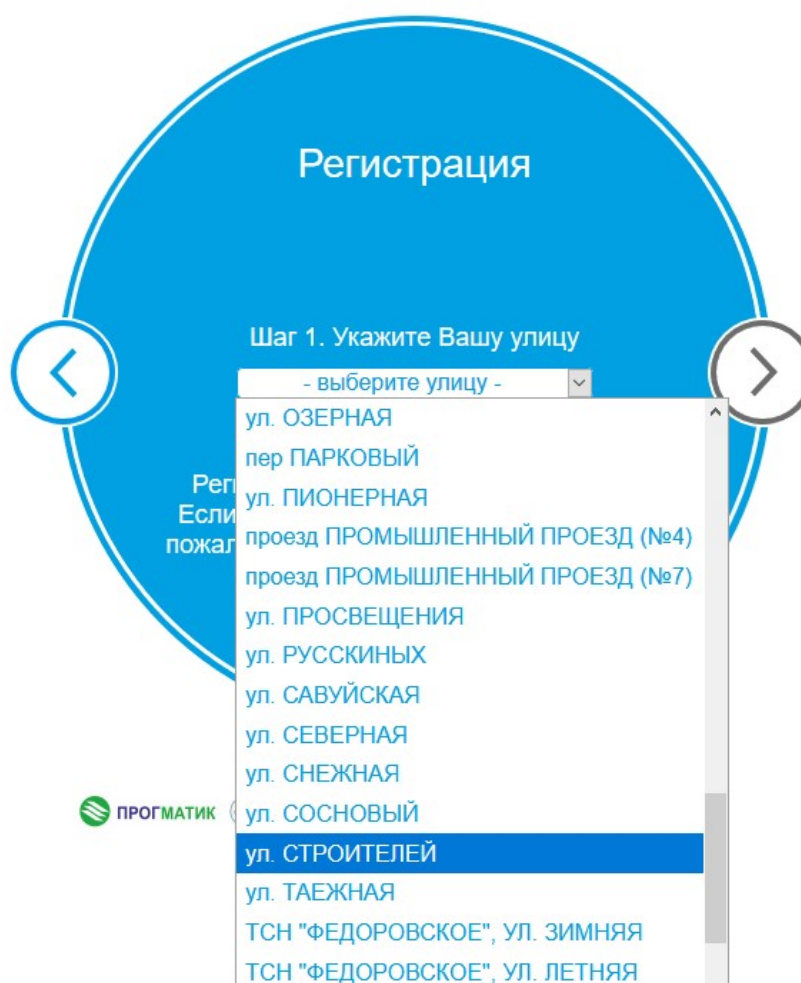 Регистрация
Шаг 1. Укажите Вашу улицу
- выберите улицу -
ул. ОЗЕРНАЯ
пер ПАРКОВЫЙ
ул. ПИОНЕРНАЯ
проезд ПРОМЫШЛЕННЫЙ ПРОЕЗД (№4)
проезд ПРОМЫШЛЕННЫЙ ПРОЕЗД (№7)
ул. ПРОСВЕЩЕНИЯ
ул. РУССКИНЫХ
ул. САВУЙСКАЯ
ул. СЕВЕРНАЯ
ул. СНЕЖНАЯ
ул. СОСНОВЫЙ
ул. СТРОИТЕЛЕЙ
ул. ТАЕЖНАЯ
ТСН "ФЕДОРОВСКОЕ", УЛ. ЗИМНЯЯ
ТСН "ФЕДОРОВСКОЕ", УЛ. ЛЕТНЯЯ
Если
ПРОГМАТИК